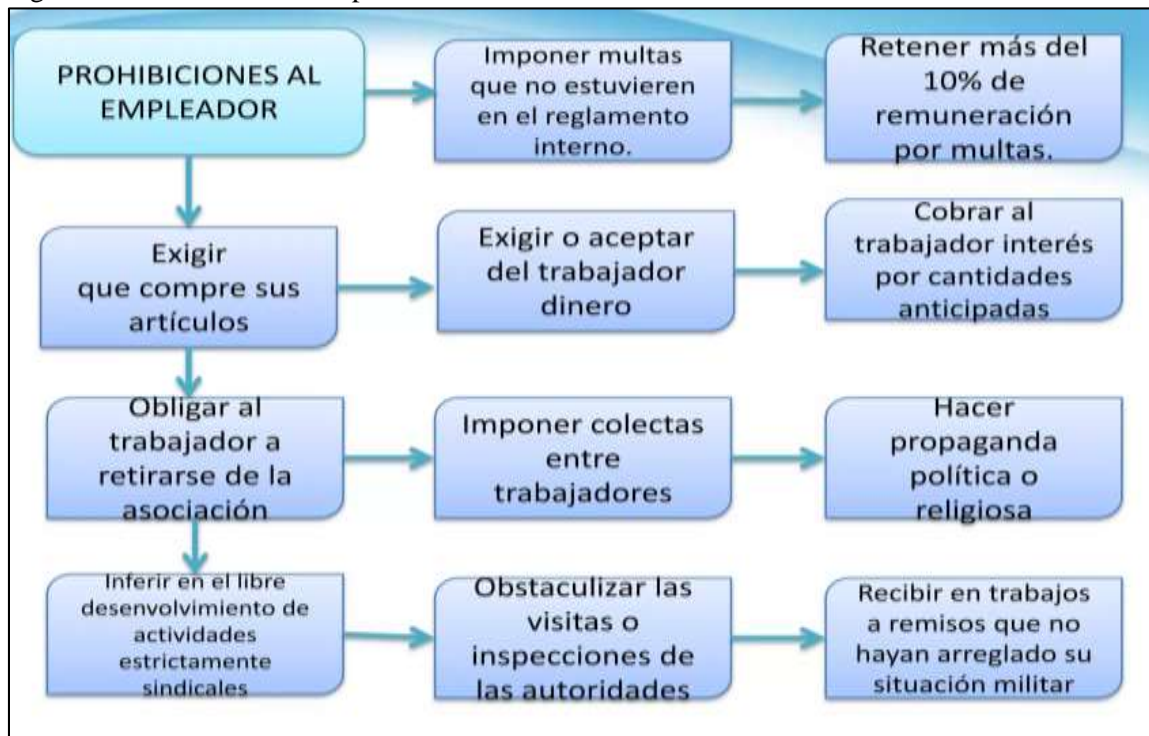 PROHIBICIONES AL
EMPLEADOR
Imponer multas
que no estuvieren
en el reglamento
interno.
Retener más del
10% de
remuneración
por multas.
Exigir
que compre sus
artículos
Exigir o aceptar
del trabajador
dinero
Cobrar al
trabajador interés
por cantidades
anticipadas
Obligar al
trabajador a
retirarse de la
asociación
Imponer colectas
entre
trabajadores
Hacer
propaganda
política o
religiosa
Inferir en el libre
desenvolvimiento de
actividades
estrictamente
sindicales
Obstaculizar las
visitas o
inspecciones de
las autoridades
Recibir en trabajos
a remisos que no
hayan arreglado su
situación militar